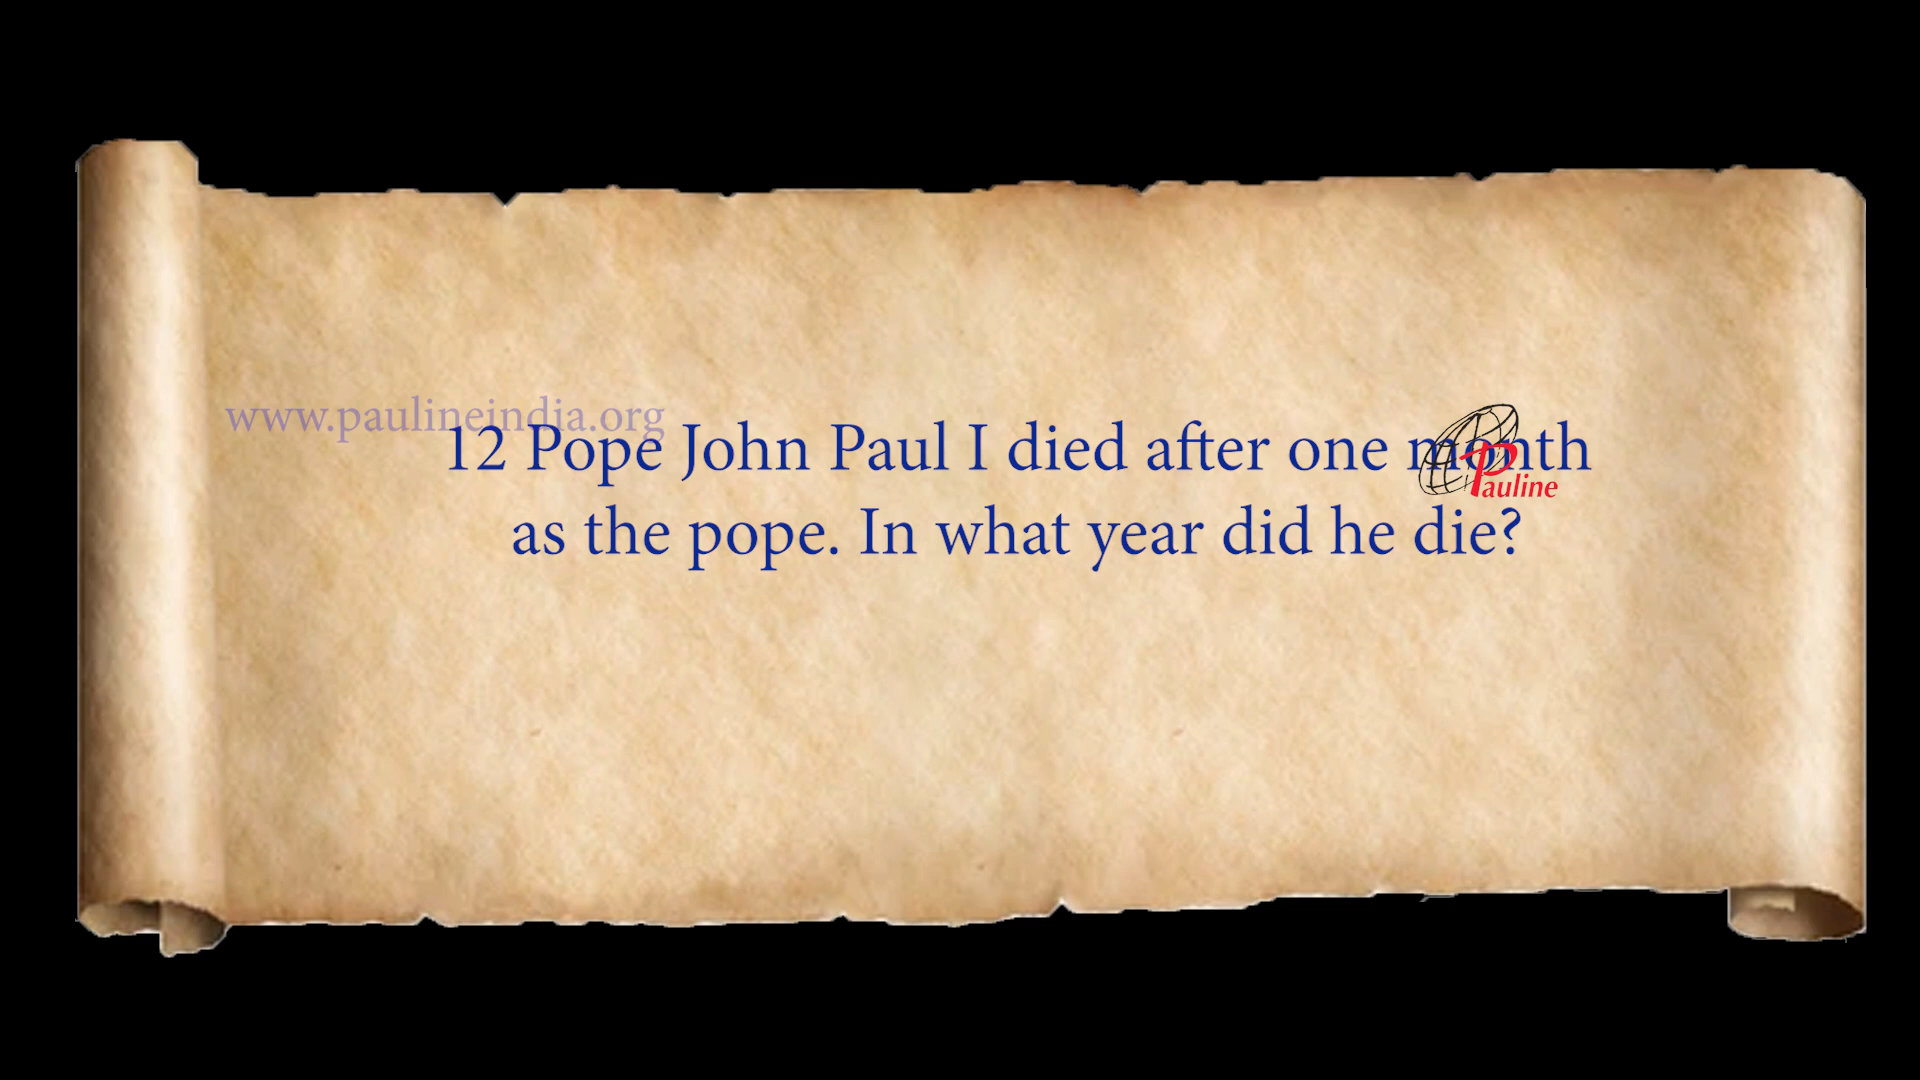 www.paulineindia.org
12 Pope John Paul I died after one month
as the pope. In what year did he die?
Pauline